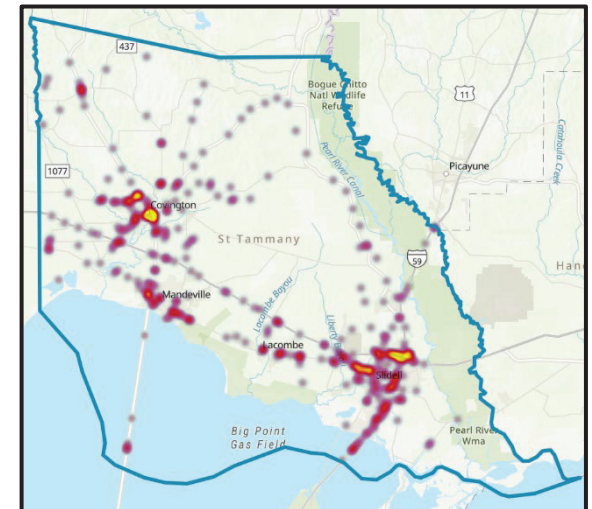 437
Bogue Chitto
Natl Wildlife
Refuge
11
Catahoula Creek
Picayune
Pearl River Canal
1077
Covington
St Tammany
59
Hanc
Mandeville
Lacombe Bayou
Liberty B
Lacombe
Slidell
Big Point
Gas Field
Pearl River
Wma